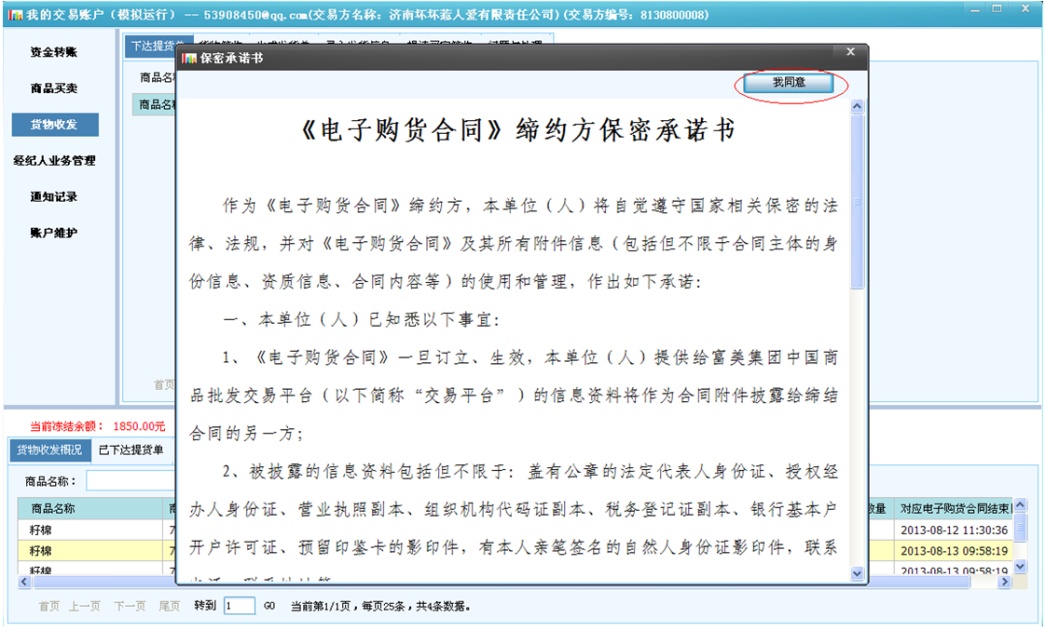 我的交易账户（模拟运行） -- 53908450@qq.com(交易方名称：济南坏坏蓝人爱有限责任公司)(交易方编号：8130800008)
资金转账
商品买卖
货物收发
经纪人业务管理
通知记录
账户维护
下达提货单
商品名
商品名
首页
保密承诺书
我同意
《电子购货合同》缔约方保密承诺书
作为《电子购货合同》缔约方，本单位（人）将自觉遵守国家相关保密的法
律、法规，并对《电子购货合同》及其所有附件信息（包括但不限于合同主体的身
份信息、资质信息、合同内容等）的使用和管理，作出如下承诺：
一、本单位（人）已知悉以下事宜：
1、《电子购货合同》一旦订立、生效，本单位（人）提供给富美集团中国商
品批发交易平台（以下简称“交易平台”）的信息资料将作为合同附件披露给缔结
合同的另一方；
2、被披露的信息资料包括但不限于：盖有公章的法定代表人身份证、授权经
办人身份证、营业执照副本、组织机构代码证副本、税务登记证副本、银行基本户
开户许可证、预留印鉴卡的影印件，有本人亲笔签名的自然人身份证影印件，联系
当前冻结余额： 1850.00元
货物收发概况 已下达提货单
商品名称：
商品名称 数量 对应电子购货合同结束
籽棉 2013-08-12 11:30:36
籽棉 2013-08-13 09:58:19
籽棉 2013-08-13 09:58:19
首页 上一页 下一页 尾页 转到 1 GO 当前第1/1页，每页25条，共4条数据。